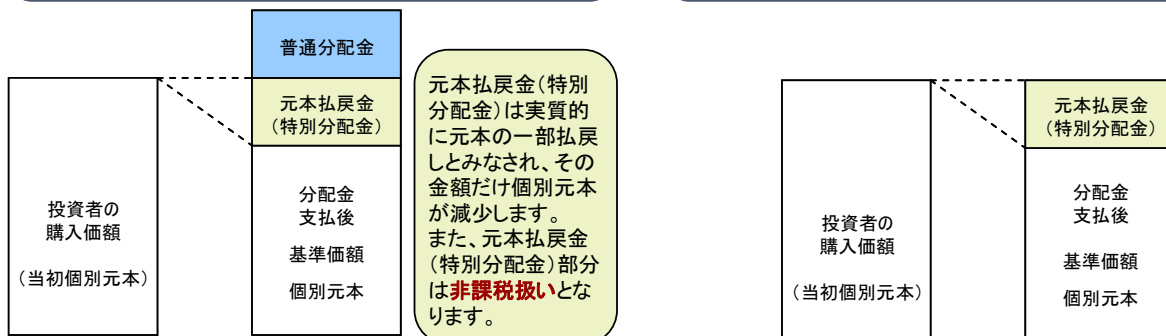 普通分配金
元本払戻金
(特別分配金)
投資者の
購入価額
(当初個別元本)
分配金
支払後
基準価額
個別元本
元本払戻金(特別
分配金)は実質的
に元本の一部払戻
しとみなされ、その
金額だけ個別元本
が減少します。
また、元本払戻金
(特別分配金)部分
は非課税扱いとな
ります。
元本払戻金
(特別分配金)
投資者の
購入価額
(当初個別元本)
分配金
支払後
基準価額
個別元本